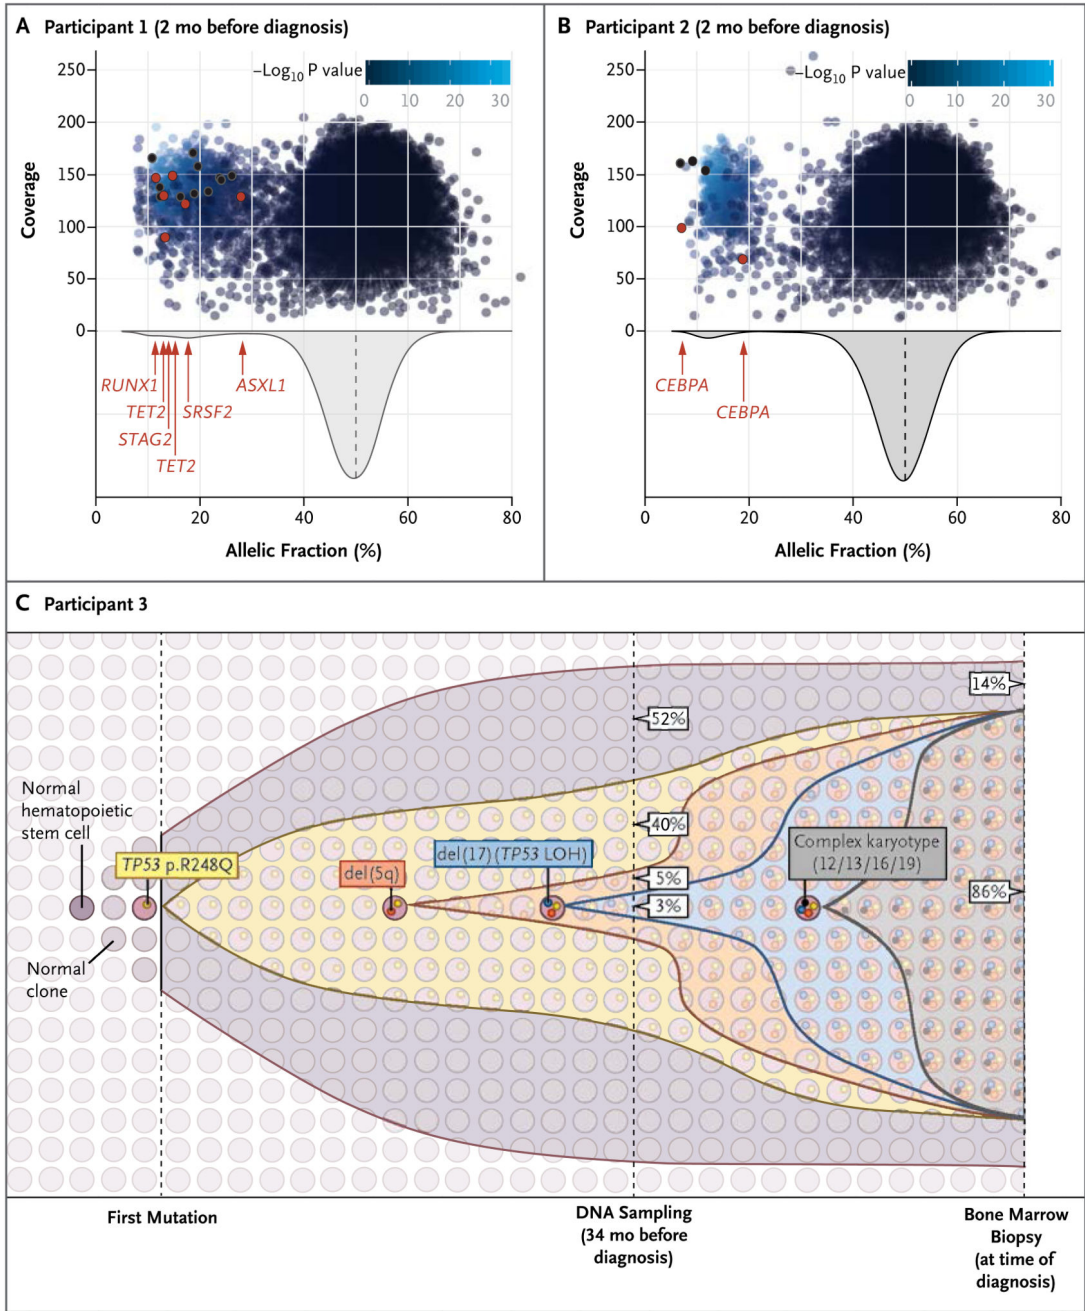 A Participant 1 (2 mo before diagnosis)
–Log10 P value
0 10 20 30
Coverage
250
200
150
100
50
0
RUNX1
TET2
STAG2
TET2
SRSF2
ASXL1
0 20 40 60 80
Allelic Fraction (%)
B Participant 2 (2 mo before diagnosis)
–Log10 P value
0 10 20 30
Coverage
250
200
150
100
50
0
CEBPA
CEBPA
0 20 40 60 80
Allelic Fraction (%)
C Participant 3
14%
52%
Normal
hematopoietic
stem cell
40%
TP53 p.R248Q
del(5q)
del(17)(TP53 LOH)
Complex karyotype
(12/13/16/19)
5%
3%
86%
Normal
clone
First Mutation
DNA Sampling
(34 mo before
diagnosis)
Bone Marrow
Biopsy
(at time of
diagnosis)